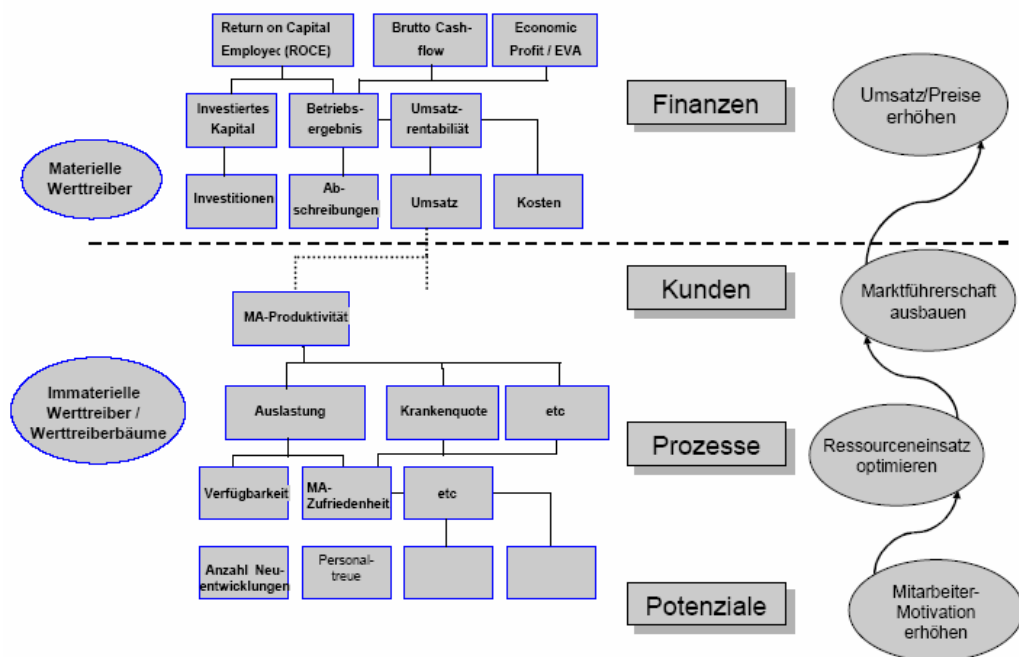 Return on Capital
Employec (ROCE)
Brutto Cash-
flow
Economic
Profit / EVA
Finanzen
Umsatz/Preise
erhöhen
Investiertes
Kapital
Betriebs-
ergebnis
Umsatz-
rentabiliät
Materielle
Werttreiber
Investitionen
Ab-
schreibungen
Umsatz
Kosten
Kunden
Marktführerschaft
ausbauen
MA-Produktivität
Immaterielle
Werttreiber /
Werttreiberbäume
Auslastung
Krankenquote
etc
Prozesse
Ressourceneinsatz
optimieren
Verfügbarkeit
MA-
Zufriedenheit
etc
Anzahl Neu-
entwicklungen
Personal-
treue
Potenziale
Mitarbeiter-
Motivation
erhöhen